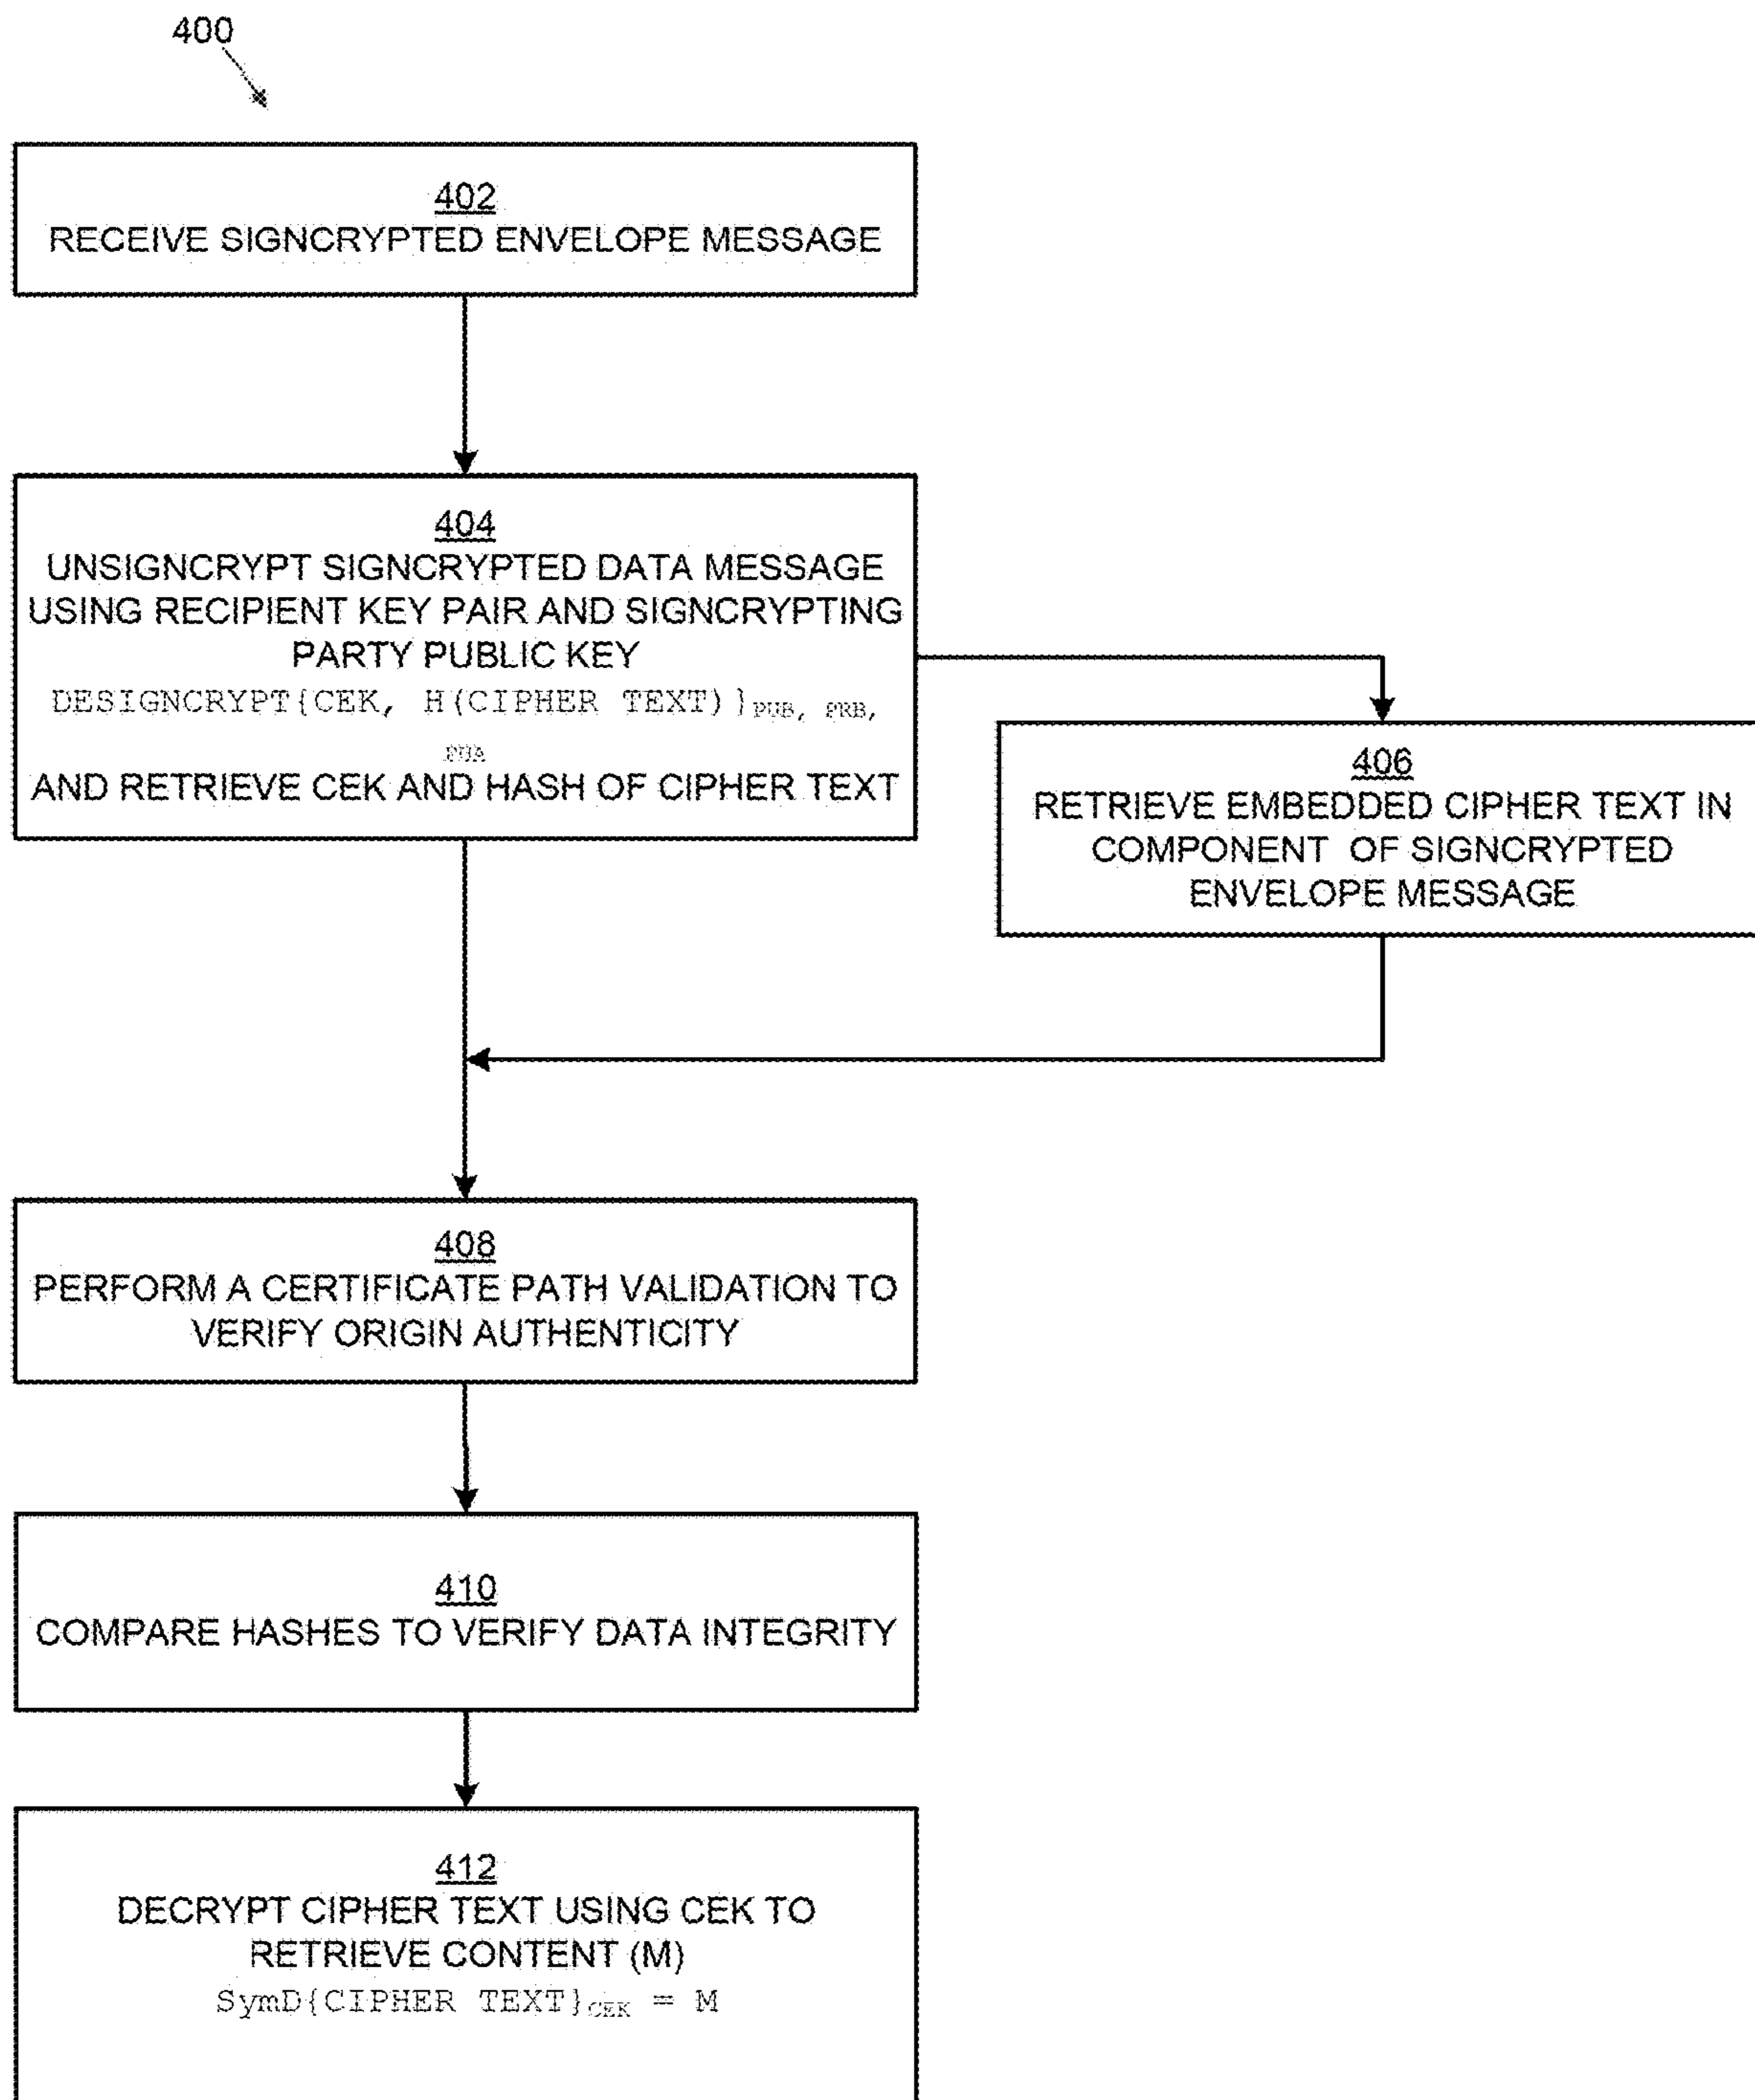 400
402
RECEIVE SIGNCRYPTED ENVELOPE MESSAGE
404
UNSIGNCRYPT SIGNCRYPTED DATA MESSAGE
USING RECIPIENT KEY PAIR AND SIGNCRYPTING
PARTY PUBLIC KEY
DESIGNCRYPT{CEK, H(CIPHER TEXT)}PUB, PRB,
PUA
AND RETRIEVE CEK AND HASH OF CIPHER TEXT
406
RETRIEVE EMBEDDED CIPHER TEXT IN
COMPONENT OF SIGNCRYPTED
ENVELOPE MESSAGE
408
PERFORM A CERTIFICATE PATH VALIDATION TO
VERIFY ORIGIN AUTHENTICITY
410
COMPARE HASHES TO VERIFY DATA INTEGRITY
412
DECRYPT CIPHER TEXT USING CEK TO
RETRIEVE CONTENT (M)
SymD{CIPHER TEXT}CEK = M